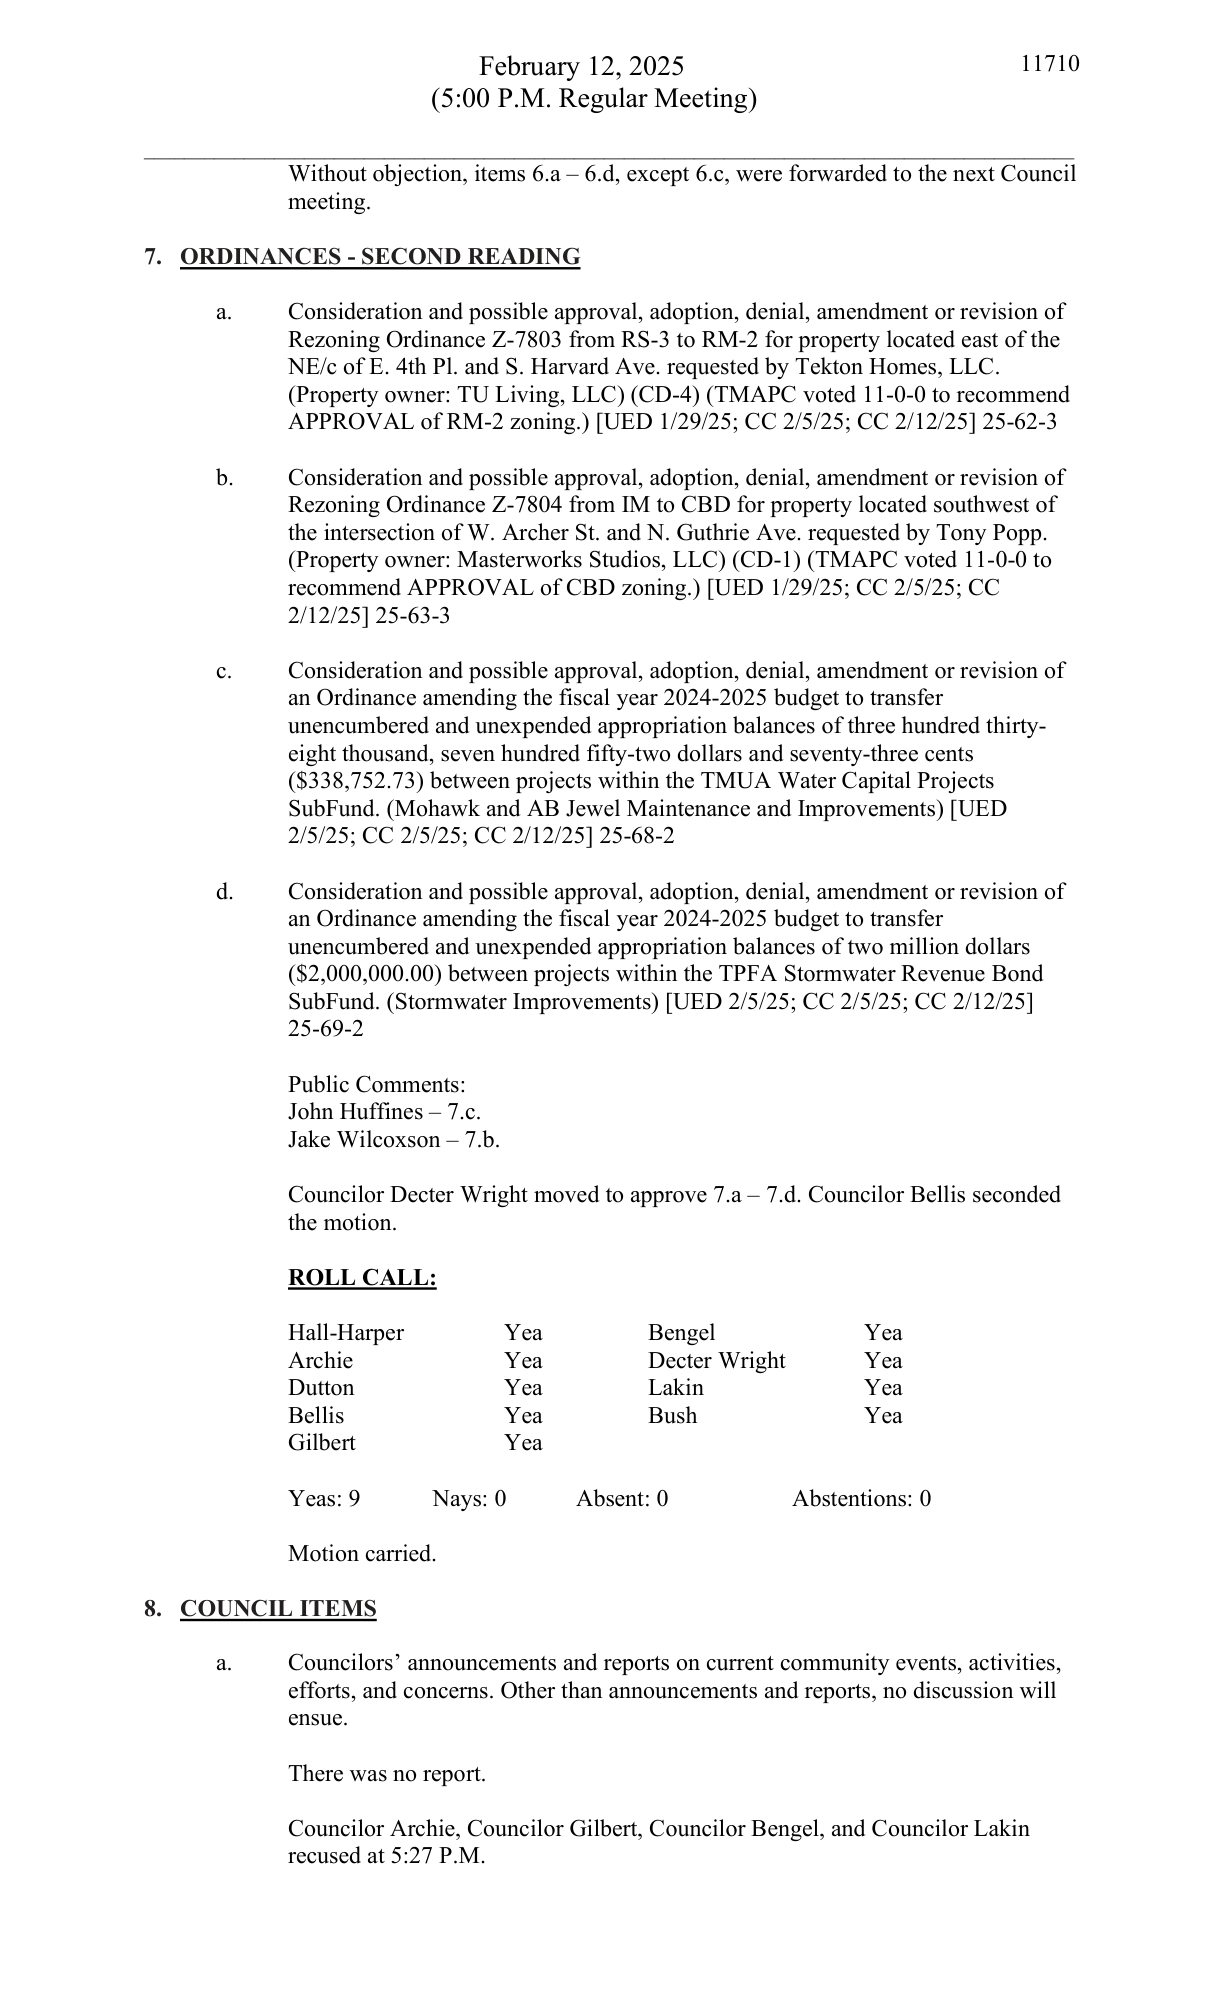 February 12, 2025
11710
(5:00 P.M. Regular Meeting)
Without objection, items 6.a – 6.d, except 6.c, were forwarded to the next Council
meeting.
7. ORDINANCES - SECOND READING
a. Consideration and possible approval, adoption, denial, amendment or revision of
Rezoning Ordinance Z-7803 from RS-3 to RM-2 for property located east of the
NE/c of E. 4th Pl. and S. Harvard Ave. requested by Tekton Homes, LLC.
(Property owner: TU Living, LLC) (CD-4) (TMAPC voted 11-0-0 to recommend
APPROVAL of RM-2 zoning.) [UED 1/29/25; CC 2/5/25; CC 2/12/25] 25-62-3
b. Consideration and possible approval, adoption, denial, amendment or revision of
Rezoning Ordinance Z-7804 from IM to CBD for property located southwest of
the intersection of W. Archer St. and N. Guthrie Ave. requested by Tony Popp.
(Property owner: Masterworks Studios, LLC) (CD-1) (TMAPC voted 11-0-0 to
recommend APPROVAL of CBD zoning.) [UED 1/29/25; CC 2/5/25; CC
2/12/25] 25-63-3
c. Consideration and possible approval, adoption, denial, amendment or revision of
an Ordinance amending the fiscal year 2024-2025 budget to transfer
unencumbered and unexpended appropriation balances of three hundred thirty-
eight thousand, seven hundred fifty-two dollars and seventy-three cents
($338,752.73) between projects within the TMUA Water Capital Projects
SubFund. (Mohawk and AB Jewel Maintenance and Improvements) [UED
2/5/25; CC 2/5/25; CC 2/12/25] 25-68-2
d. Consideration and possible approval, adoption, denial, amendment or revision of
an Ordinance amending the fiscal year 2024-2025 budget to transfer
unencumbered and unexpended appropriation balances of two million dollars
($2,000,000.00) between projects within the TPFA Stormwater Revenue Bond
SubFund. (Stormwater Improvements) [UED 2/5/25; CC 2/5/25; CC 2/12/25]
25-69-2
Public Comments:
John Huffines – 7.c.
Jake Wilcoxson – 7.b.
Councilor Decter Wright moved to approve 7.a – 7.d. Councilor Bellis seconded
the motion.
ROLL CALL:
Hall-Harper Yea Bengel Yea
Archie Yea Decter Wright Yea
Dutton Yea Lakin Yea
Bellis Yea Bush Yea
Gilbert Yea
Yeas: 9 Nays: 0 Absent: 0 Abstentions: 0
Motion carried.
8. COUNCIL ITEMS
a. Councilors’ announcements and reports on current community events, activities,
efforts, and concerns. Other than announcements and reports, no discussion will
ensue.
There was no report.
Councilor Archie, Councilor Gilbert, Councilor Bengel, and Councilor Lakin
recused at 5:27 P.M.